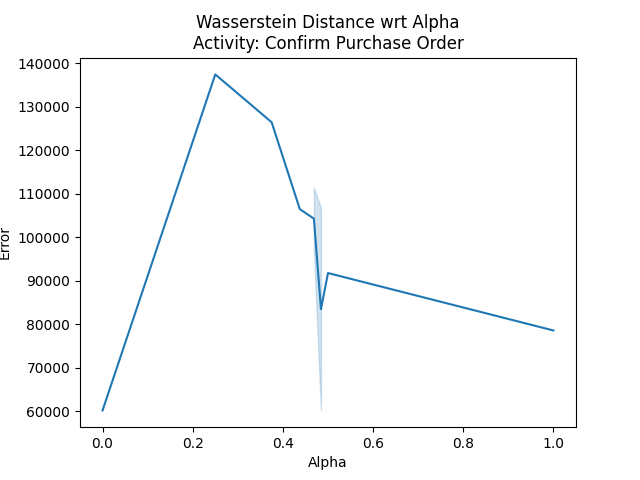 Wasserstein Distance wrt Alpha
Activity: Confirm Purchase Order
140000
130000
120000
110000
100000
90000
80000
70000
60000
Error
0.0 0.2 0.4 0.6 0.8 1.0
Alpha